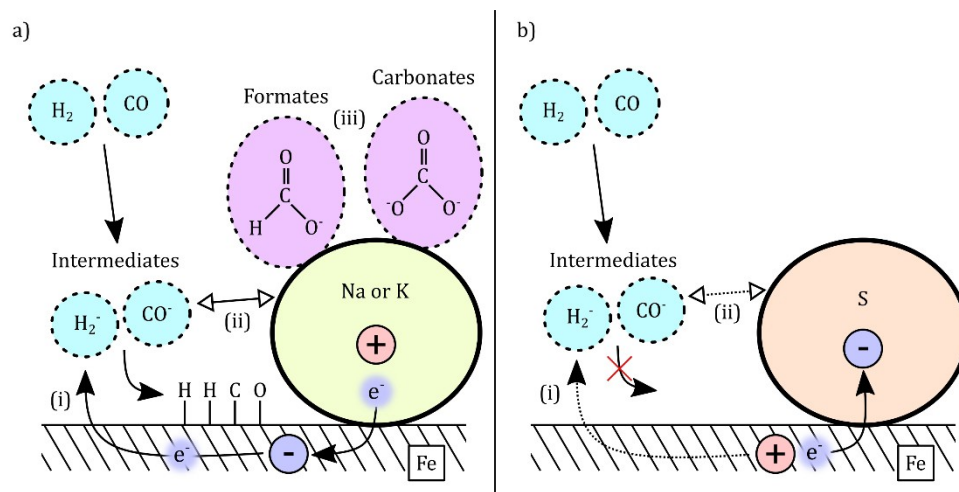 a)
H₂ CO
Formates
Carbonates
(iii)
O
C
H O⁻
O
C
⁻O O⁻
Intermediates
H₂⁻ CO⁻
(ii)
Na or K
+
e⁻
(i)
H H C O
e⁻ -
Fe
b)
H₂ CO
Intermediates
H₂⁻ CO⁻
(ii)
S
-
(i)
+ e⁻
Fe